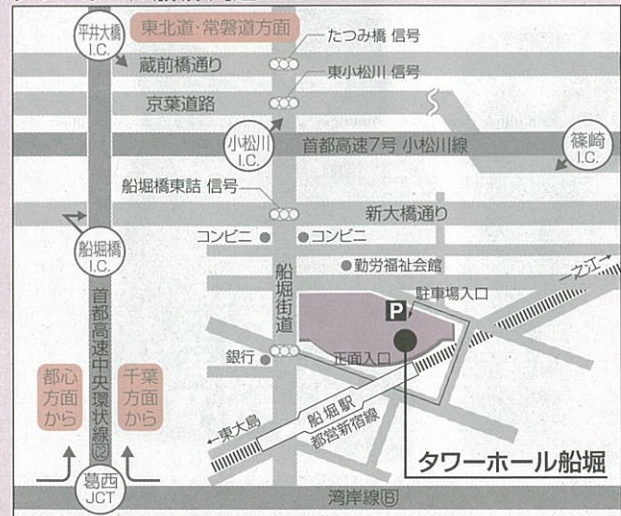 平井大橋
I.C.
東北道・常磐道方面
たつみ橋 信号
蔵前橋通り
東小松川 信号
京葉道路
小松川
I.C.
首都高速7号 小松川線
篠崎
I.C.
船堀橋東詰 信号
新大橋通り
コンビニ
コンビニ
船堀橋
I.C.
船堀街道
勤労福祉会館
一之江
駐車場入口
P
首都高速中央環状線C2
銀行
正面入口
都心
方面
から
千葉
方面
から
東大島
船堀駅
都営新宿線
タワーホール船堀
葛西
JCT
湾岸線B